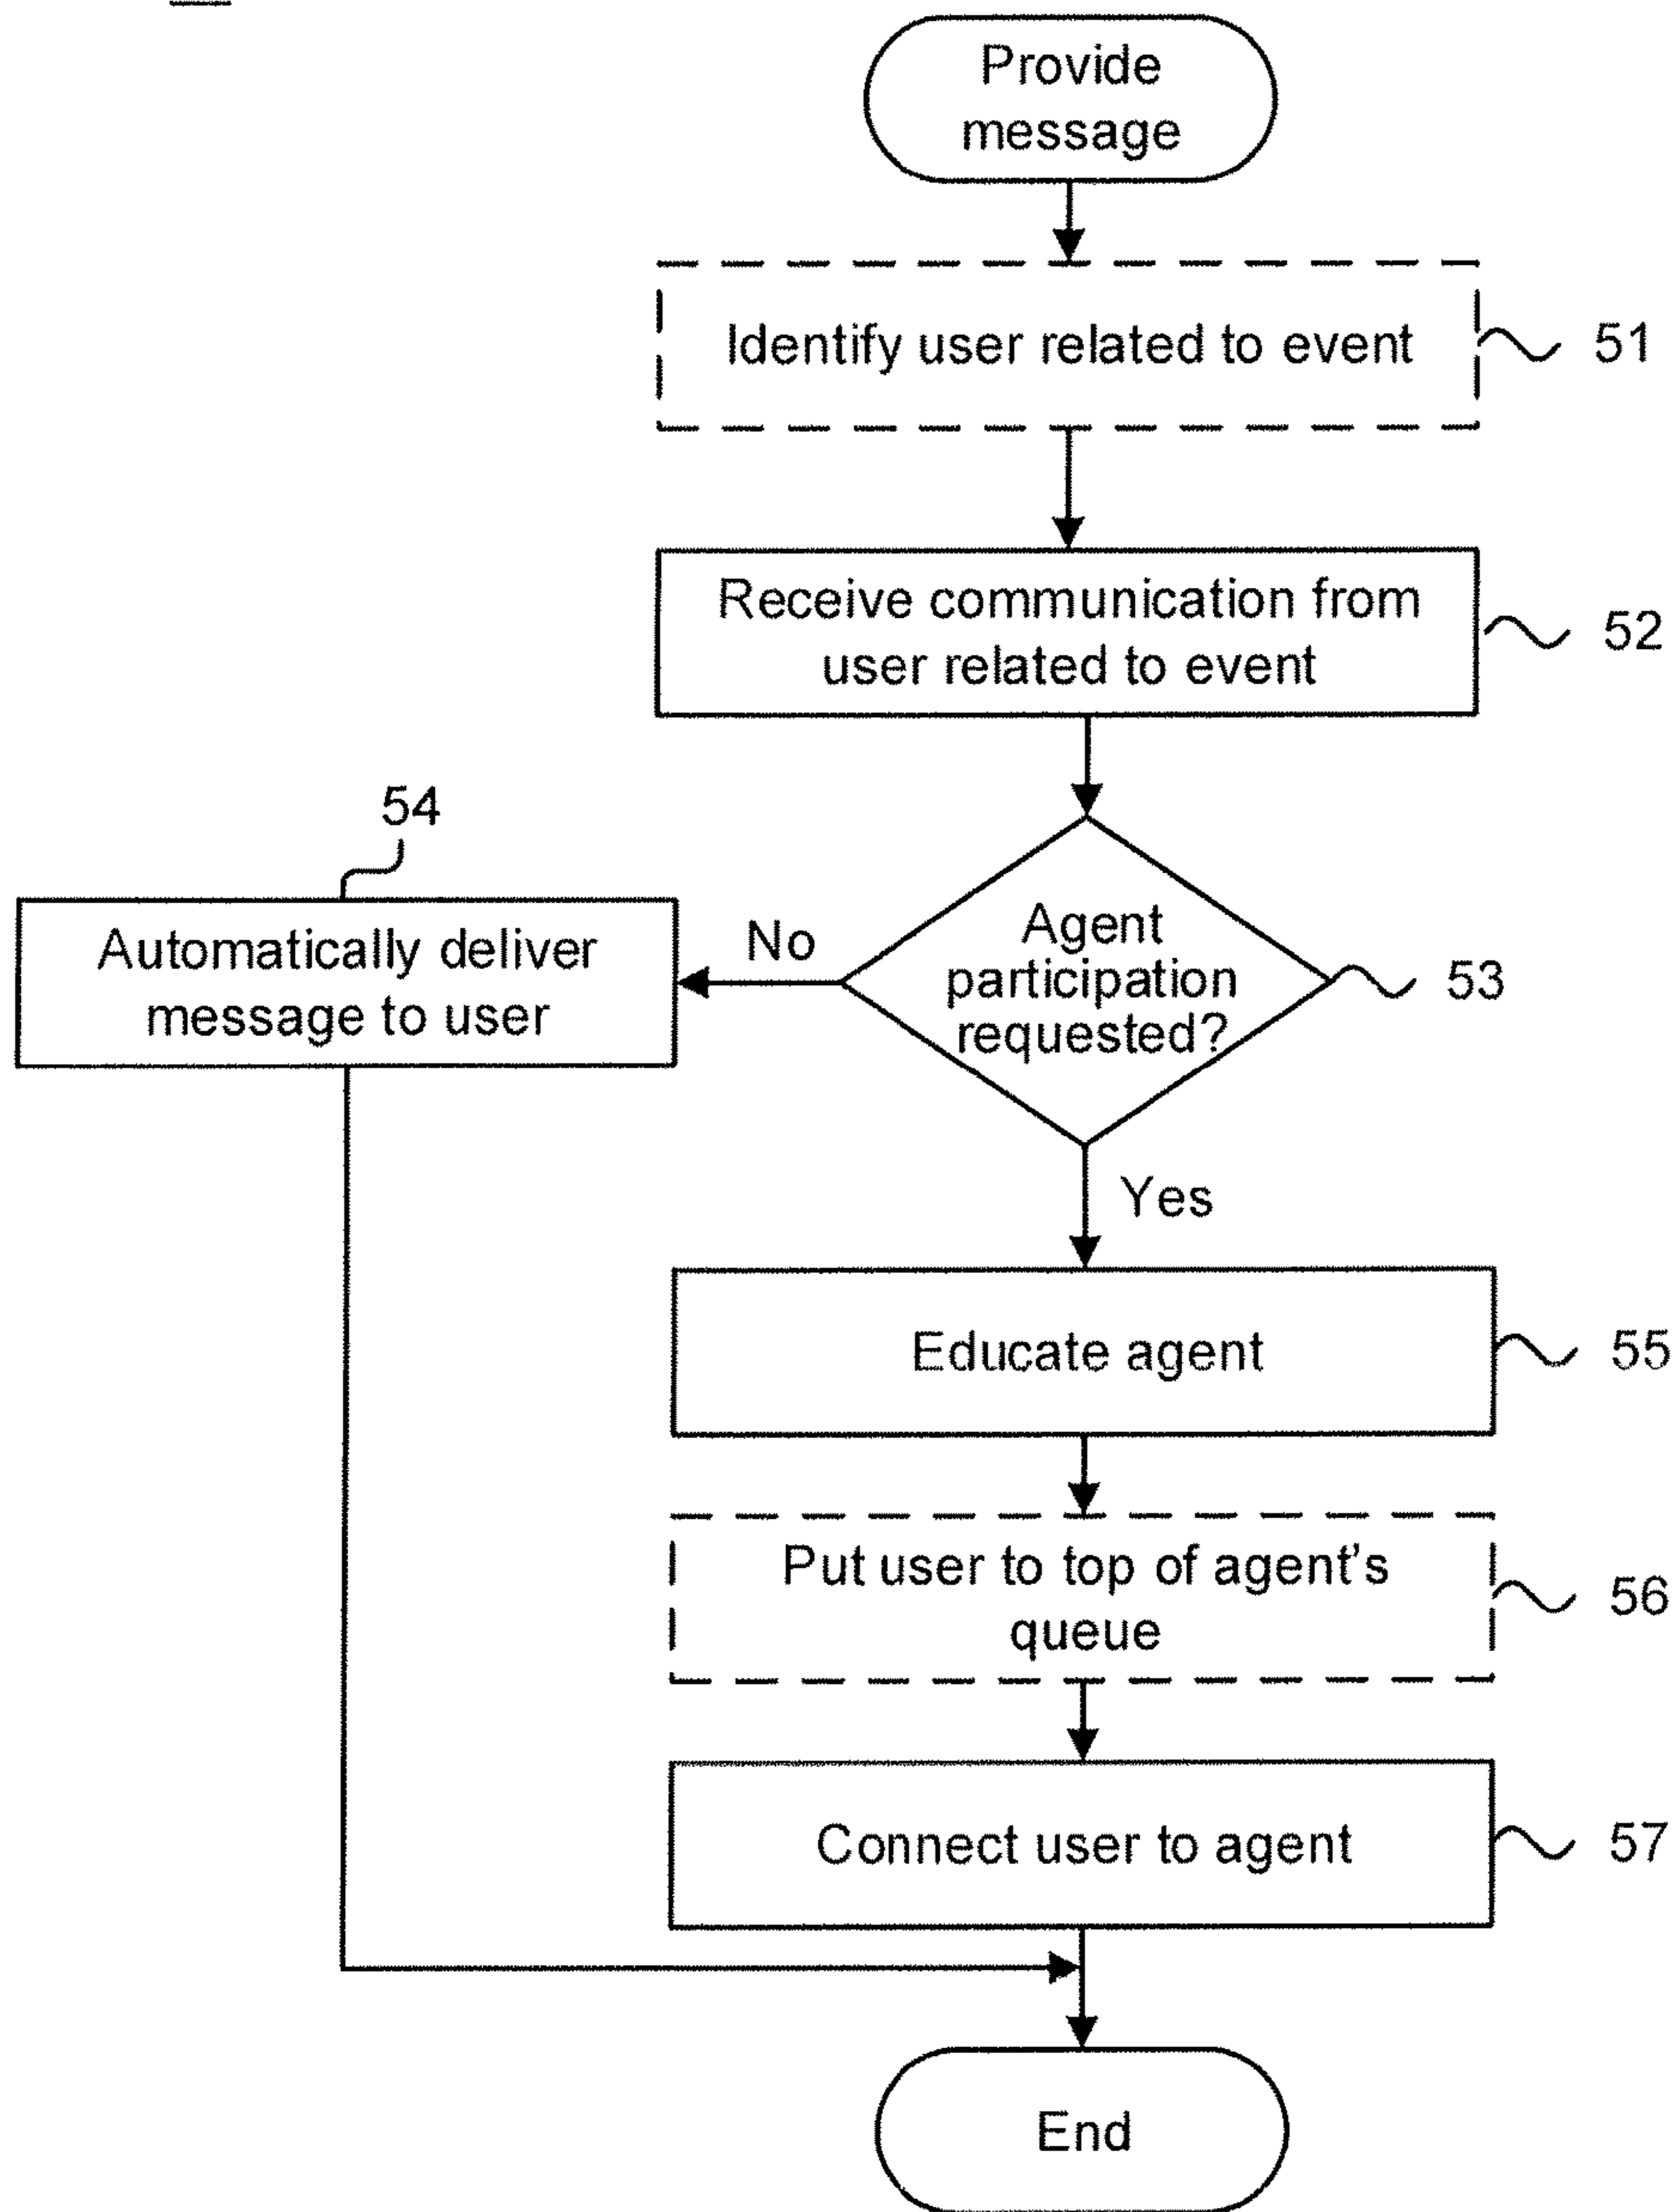 Provide
message
Identify user related to event
51
Receive communication from
user related to event
52
54
Automatically deliver
message to user
No
Agent
participation
requested?
53
Yes
Educate agent
55
Put user to top of agent’s
queue
56
Connect user to agent
57
End